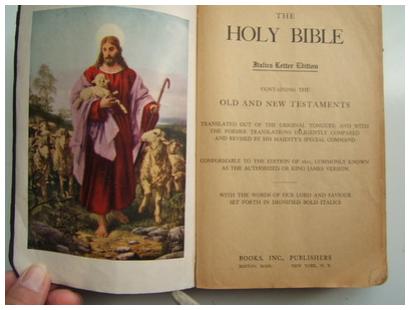 THE
HOLY BIBLE
Italics Letter Edition
CONTAINING THE
OLD AND NEW TESTAMENTS
TRANSLATED OUT OF THE ORIGINAL TONGUES; AND WITH
THE FORMER TRANSLATIONS DILIGENTLY COMPARED
AND REVISED BY HIS MAJESTY'S SPECIAL COMMAND
CONFORMABLE TO THE EDITION OF 1611, COMMONLY KNOWN
AS THE AUTHORIZED OR KING JAMES VERSION
WITH THE WORDS OF OUR LORD AND SAVIOUR
SET FORTH IN DIGNIFIED BOLD ITALICS
BOOKS, INC., PUBLISHERS
BOSTON, MASS. NEW YORK, N. Y.